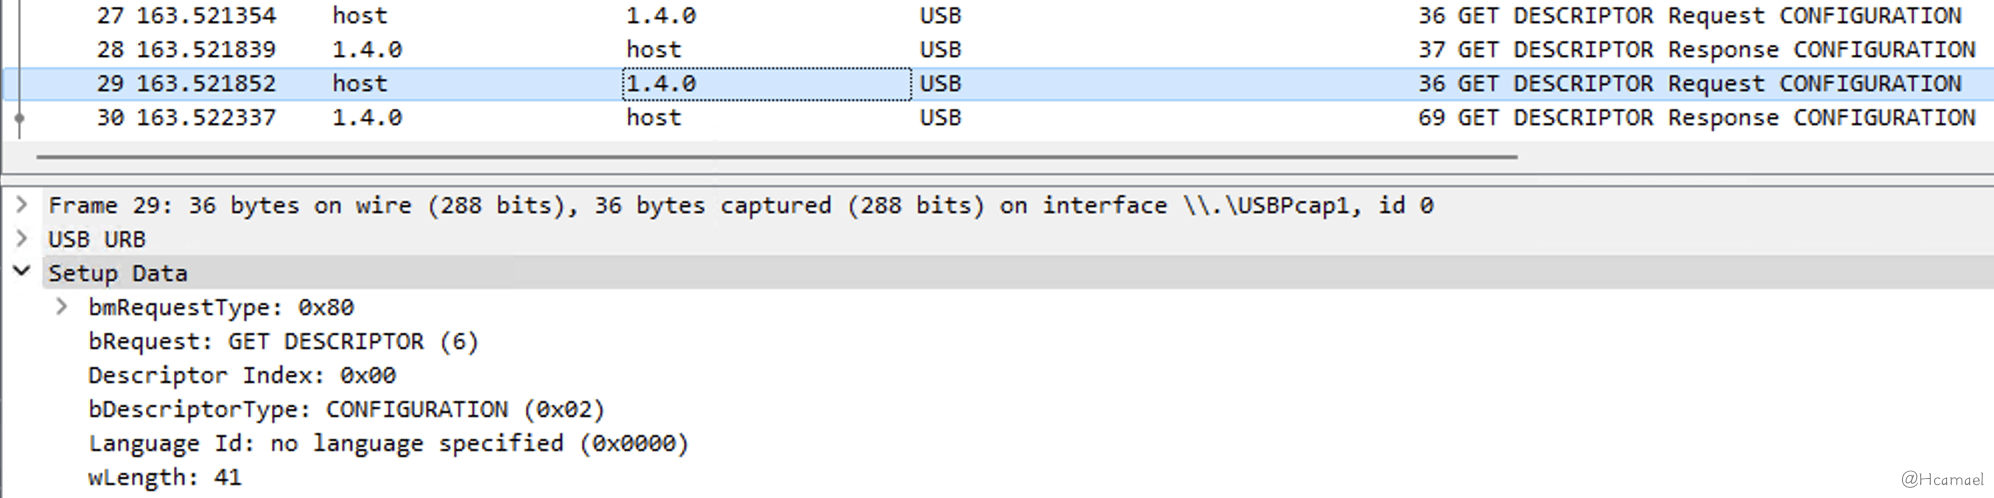 27 163.521354 host 1.4.0 USB 36 GET DESCRIPTOR Request CONFIGURATION
28 163.521839 1.4.0 host USB 37 GET DESCRIPTOR Response CONFIGURATION
29 163.521852 host 1.4.0 USB 36 GET DESCRIPTOR Request CONFIGURATION
30 163.522337 1.4.0 host USB 69 GET DESCRIPTOR Response CONFIGURATION
Frame 29: 36 bytes on wire (288 bits), 36 bytes captured (288 bits) on interface \\.\USBPcap1, id 0
USB URB
Setup Data
bmRequestType: 0x80
bRequest: GET DESCRIPTOR (6)
Descriptor Index: 0x00
bDescriptorType: CONFIGURATION (0x02)
Language Id: no language specified (0x0000)
wLength: 41
@Hcamael